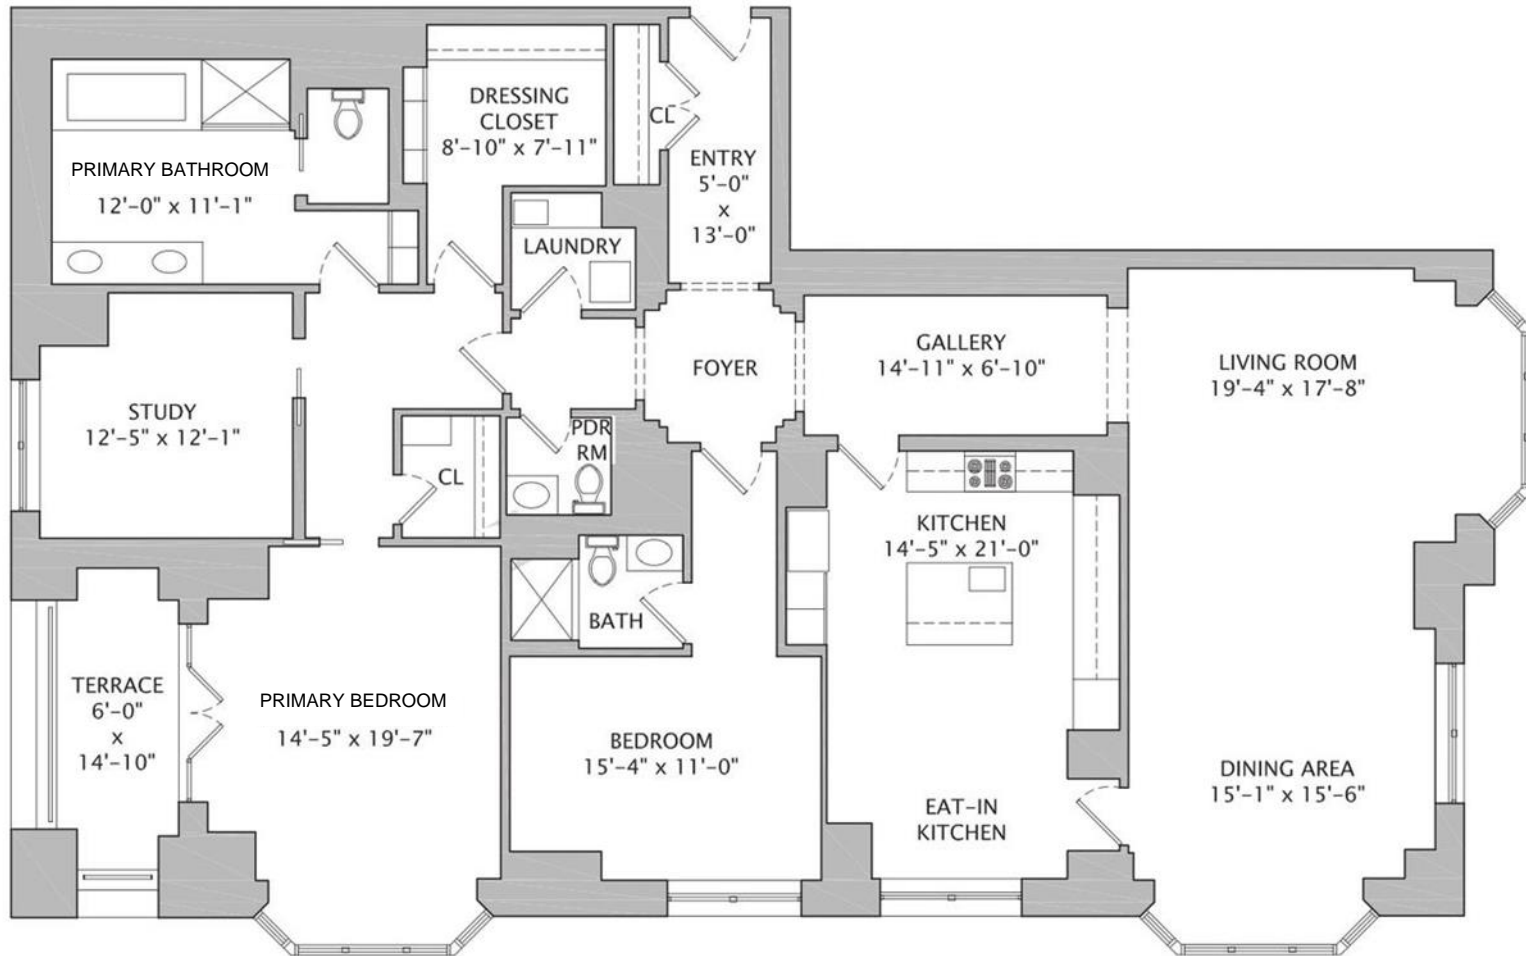 DRESSING
CLOSET
8'-10" x 7'-11"
CL
PRIMARY BATHROOM
12'-0" x 11'-1"
ENTRY
5'-0"
x
13'-0"
LAUNDRY
GALLERY
14'-11" x 6'-10"
FOYER
LIVING ROOM
19'-4" x 17'-8"
STUDY
12'-5" x 12'-1"
PDR
RM
CL
KITCHEN
14'-5" x 21'-0"
BATH
TERRACE
6'-0"
x
14'-10"
PRIMARY BEDROOM
14'-5" x 19'-7"
BEDROOM
15'-4" x 11'-0"
DINING AREA
15'-1" x 15'-6"
EAT-IN
KITCHEN